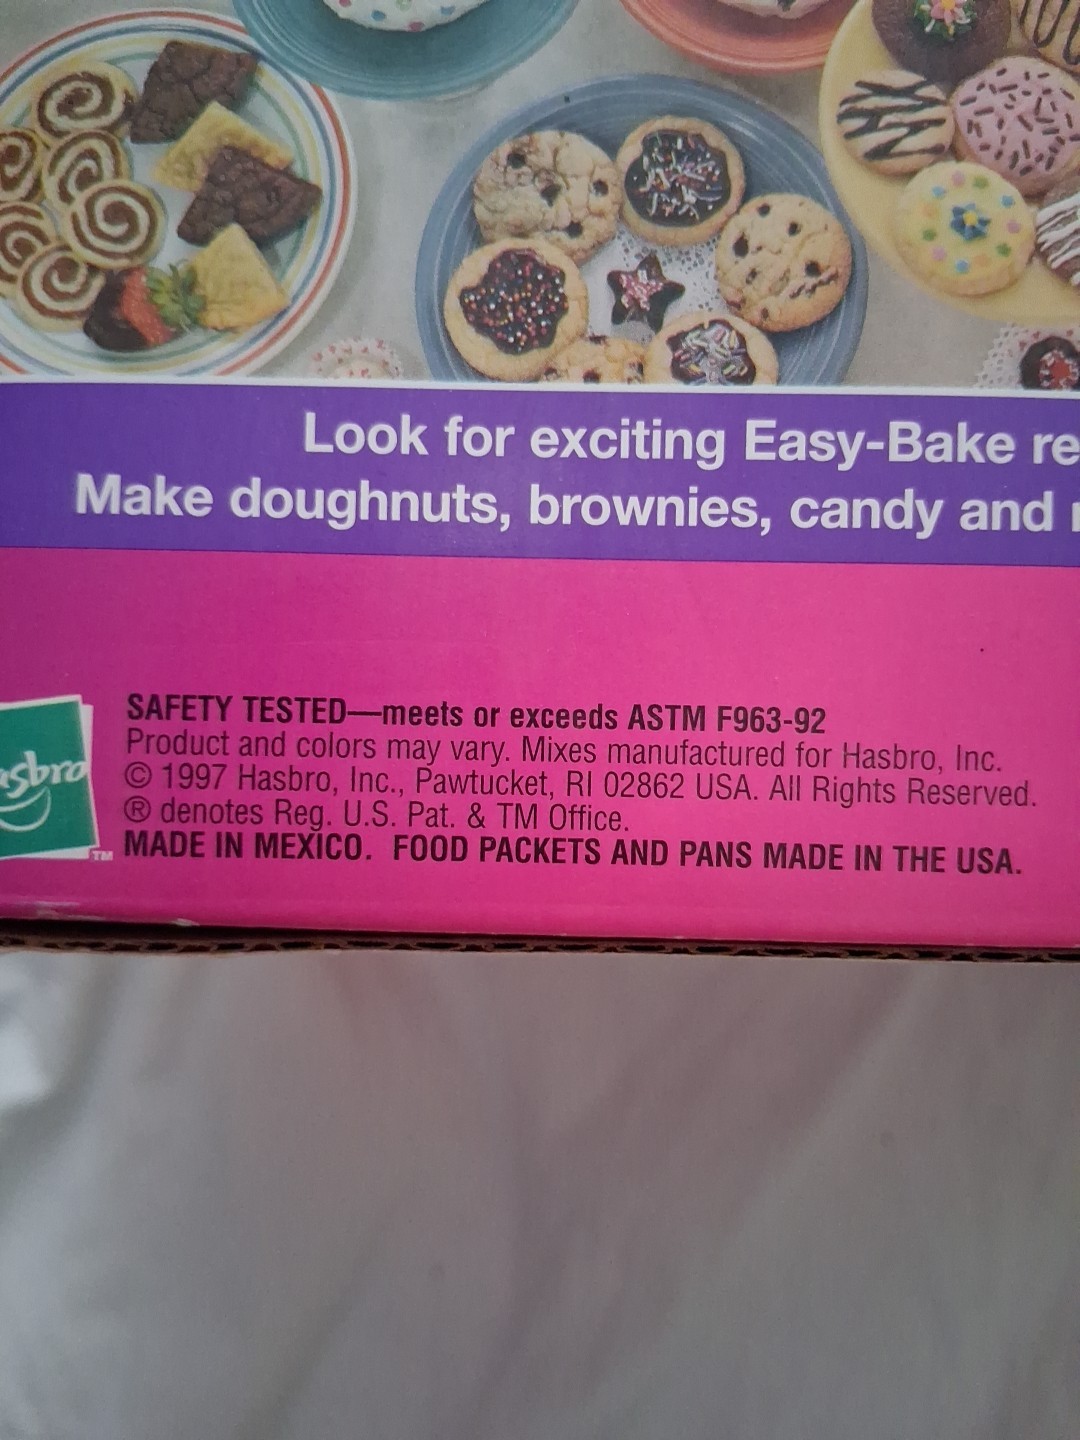 Look for exciting Easy-Bake
Make doughnuts, brownies, candy and
SAFETY TESTED—meets or exceeds ASTM F963-92
Product and colors may vary. Mixes manufactured for Hasbro, Inc.
© 1997 Hasbro, Inc., Pawtucket, RI 02862 USA. All Rights Reserved.
® denotes Reg. U.S. Pat. & TM Office.
MADE IN MEXICO. FOOD PACKETS AND PANS MADE IN THE USA.
TM